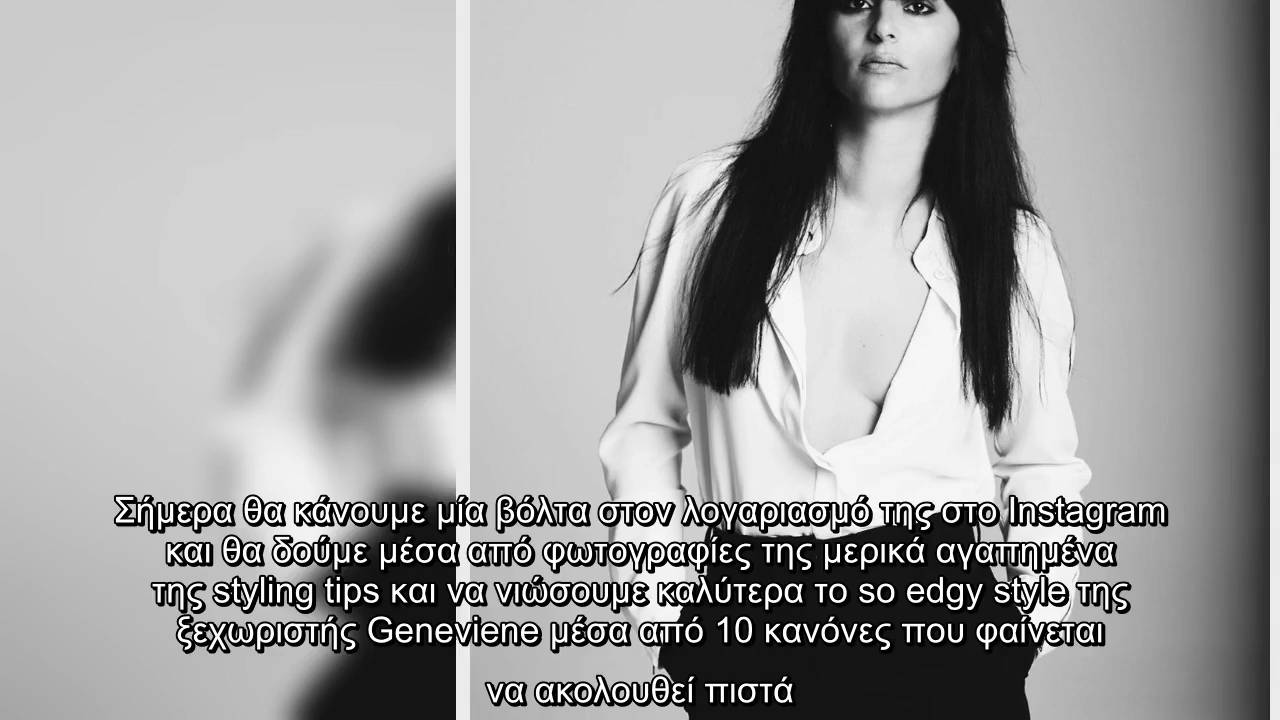 Σήμερα θα κάνουμε μία βόλτα στον λογαριασμό της στο Instagram
και θα δούμε μέσα από φωτογραφίες της μερικά αγαπημένα
της styling tips και να νιώσουμε καλύτερα το so edgy style της
ξεχωριστής Geneviene μέσα από 10 κανόνες που φαίνεται
να ακολουθεί πιστά